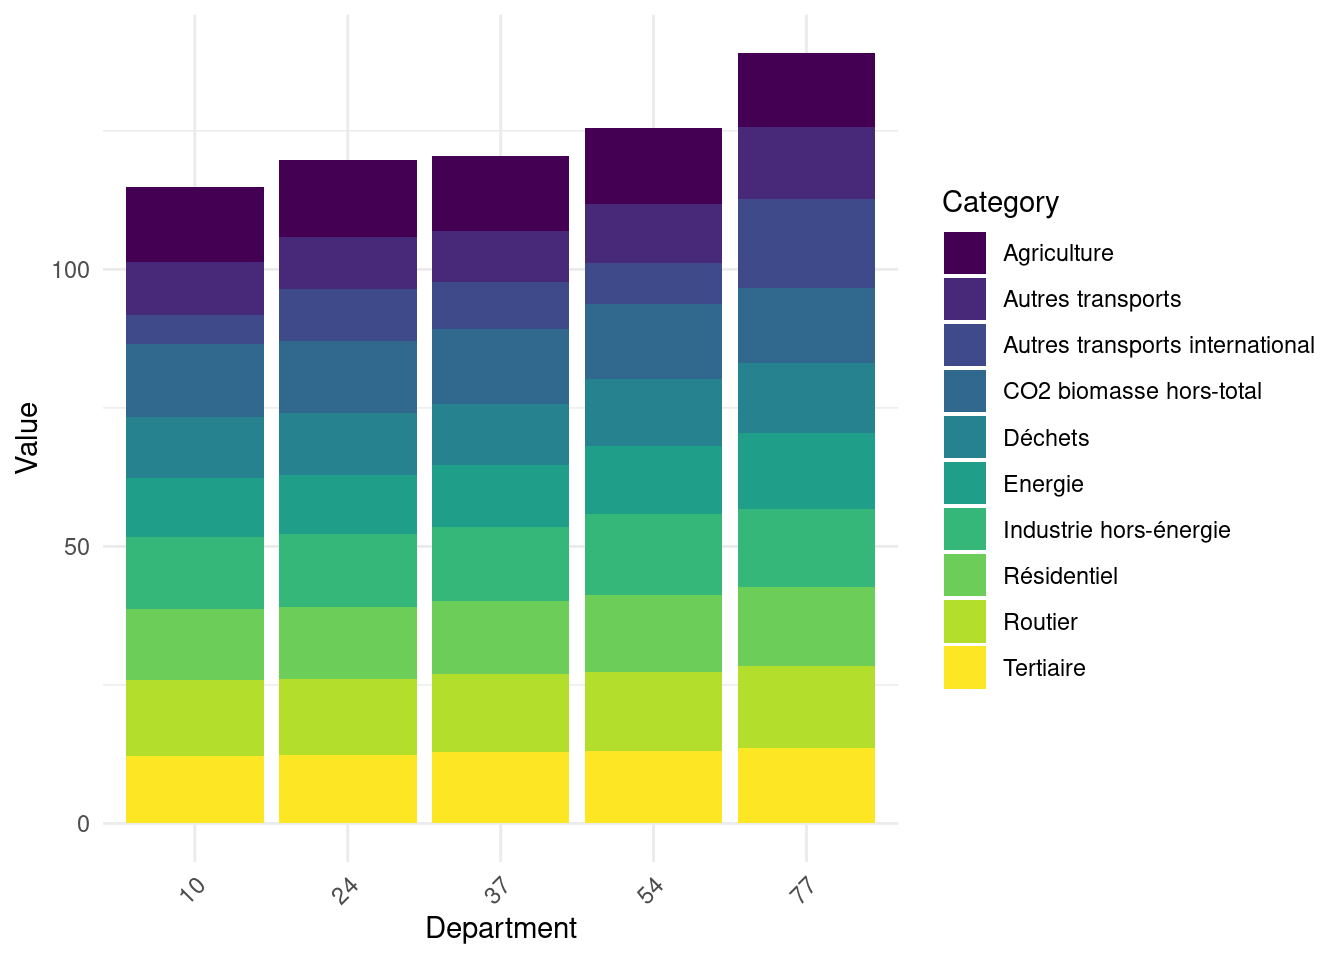 Value
100
50
0
10
24
37
54
77
Department
Category
Agriculture
Autres transports
Autres transports international
CO2 biomasse hors-total
Déchets
Energie
Industrie hors-énergie
Résidentiel
Routier
Tertiaire